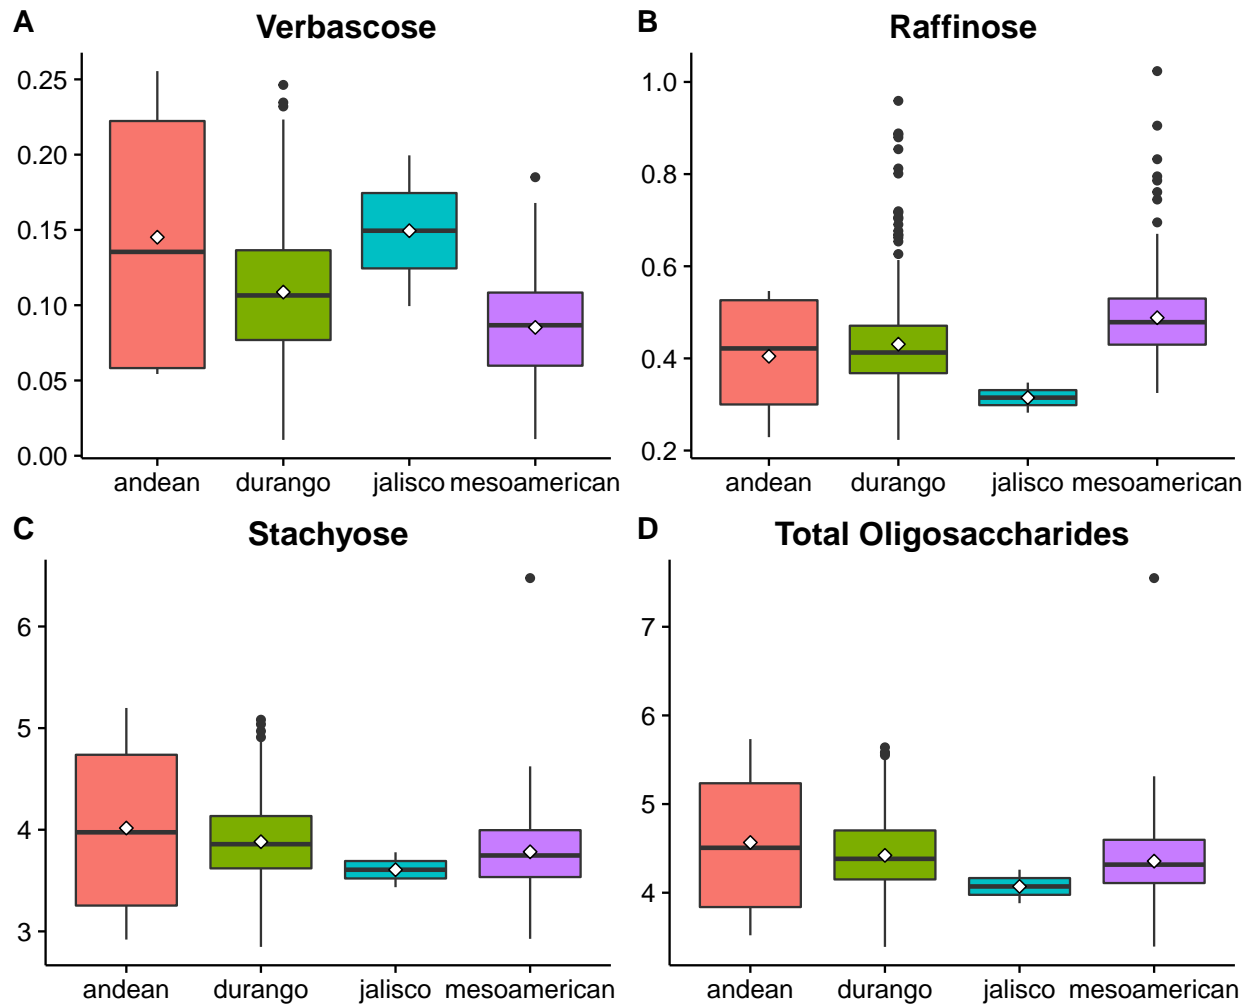 A
Verbascose
0.25
0.20
0.15
0.10
0.05
0.00
andean durango jalisco mesoamerican
B
Raffinose
1.0
0.8
0.6
0.4
0.2
andean durango jalisco mesoamerican
C
Stachyose
6
5
4
3
andean durango jalisco mesoamerican
D
Total Oligosaccharides
7
6
5
4
andean durango jalisco mesoamerican